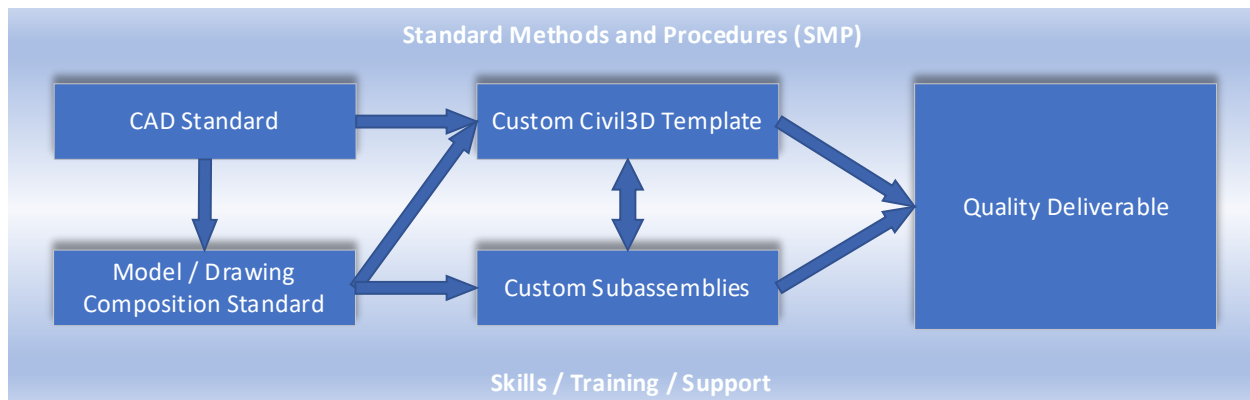 Standard Methods and Procedures (SMP)
CAD Standard
Custom Civil3D Template
Quality Deliverable
Model / Drawing
Composition Standard
Custom Subassemblies
Skills / Training / Support